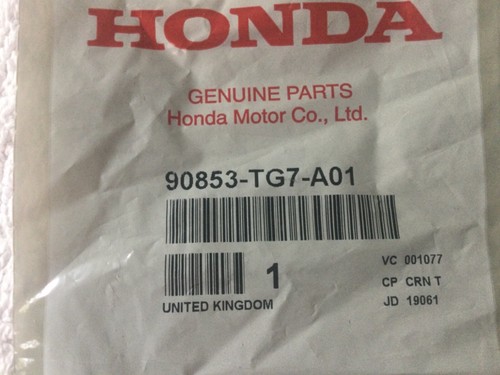 HONDA
GENUINE PARTS
Honda Motor Co., Ltd.
90853-TG7-A01
1
UNITED KINGDOM
VC 001077
CP CRN T
JD 19061